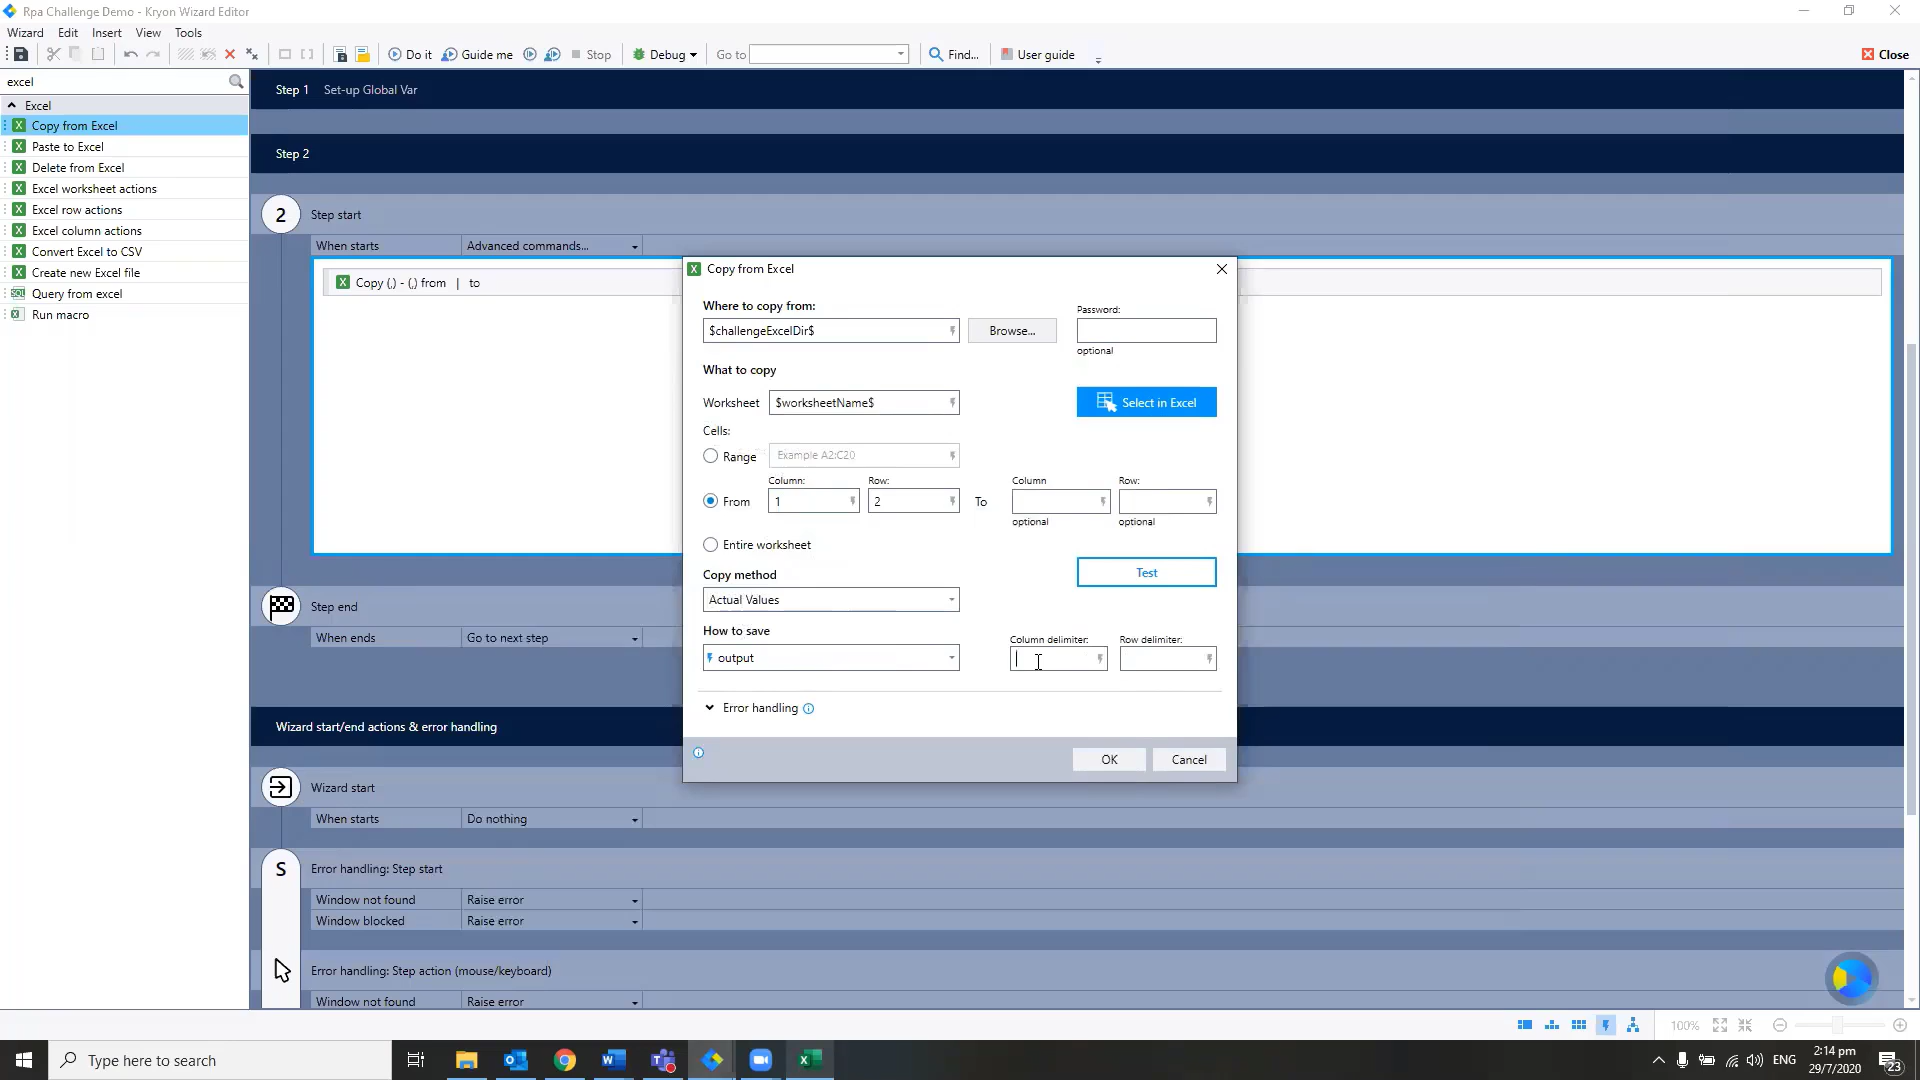 Rpa Challenge Demo - Kryon Wizard Editor
Wizard Edit Insert View Tools
Do it Guide me Stop Debug Go to Find... User guide Close
excel
Excel
Copy from Excel
Paste to Excel
Delete from Excel
Excel worksheet actions
Excel row actions
Excel column actions
Convert Excel to CSV
Create new Excel file
Query from excel
Run macro
Step 1 Set-up Global Var
Step 2
2 Step start
When starts Advanced commands...
Copy (,) - (,) from | to
Copy from Excel
Where to copy from:
Password:
$challengeExcelDir$ Browse...
optional
What to copy
Worksheet $worksheetName$ Select in Excel
Cells:
Range Example A2:C20
Column: Row: Column Row:
From 1 2 To
optional optional
Entire worksheet
Copy method Test
Actual Values
How to save
Column delimiter: Row delimiter:
output
Error handling
OK Cancel
Step end
When ends Go to next step
Wizard start/end actions & error handling
Wizard start
When starts Do nothing
S Error handling: Step start
Window not found Raise error
Window blocked Raise error
Error handling: Step action (mouse/keyboard)
Window not found Raise error
100%
Type here to search
ENG
2:14 pm
29/7/2020
23